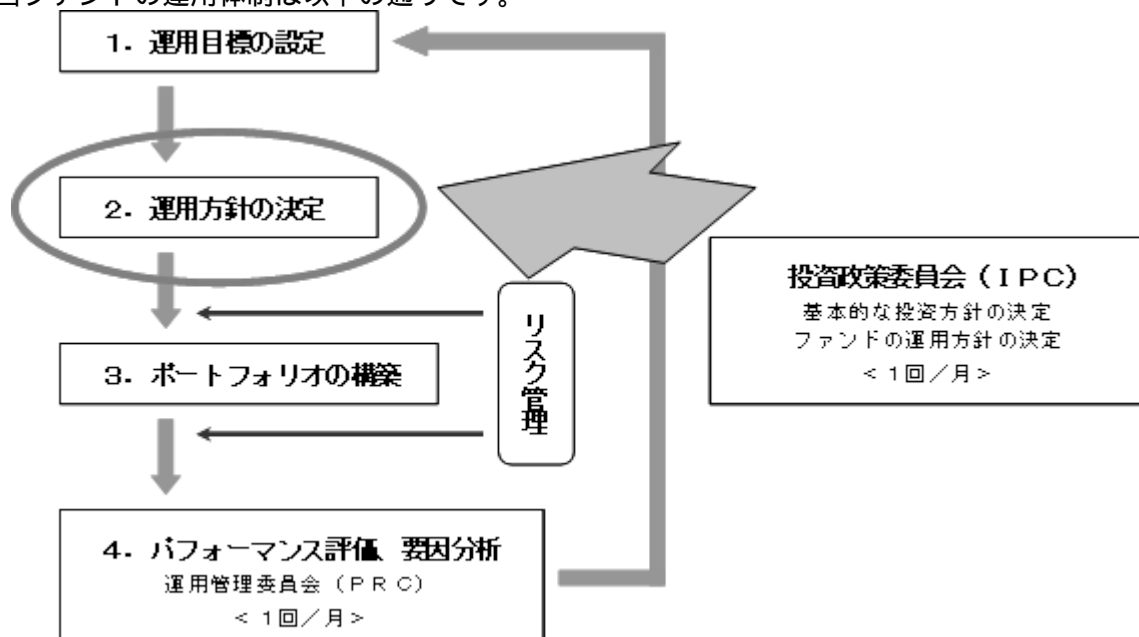 当ファンドの運用体制は以下の通りです。
1. 運用目標の設定
2. 運用方針の決定
投資政策委員会(IPC)
基本的な投資方針の決定
ファンドの運用方針の決定
<1回/月>
リスク管理
3. ポートフォリオの構築
4. パフォーマンス評価、要因分析
運用管理委員会(PRC)
<1回/月>